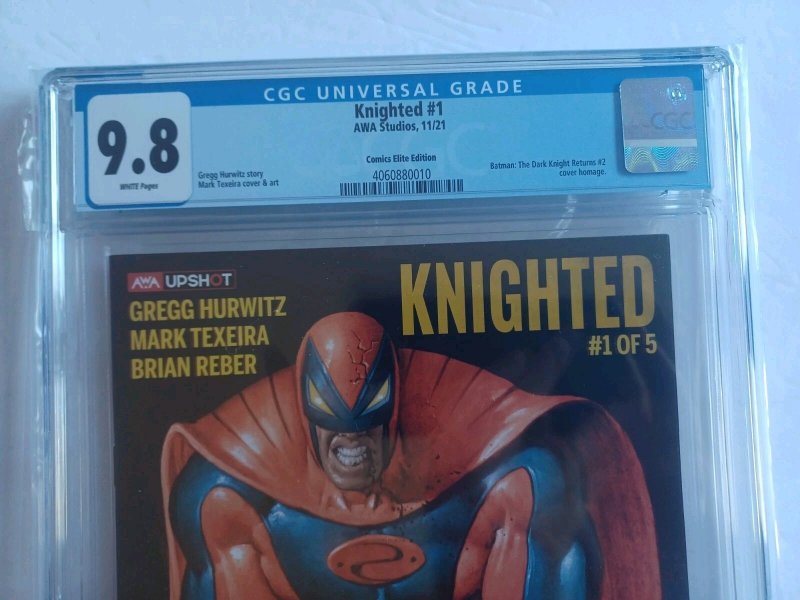 CGC UNIVERSAL GRADE
9.8
WHITE Pages
Knighted #1
AWA Studios, 11/21
Comics Elite Edition
Gregg Hurwitz story
Mark Texeira cover & art
4060880010
Batman: The Dark Knight Returns #2
cover homage.
CGC
AWA UPSHOT
GREGG HURWITZ
MARK TEXEIRA
BRIAN REBER
KNIGHTED
#1 OF 5